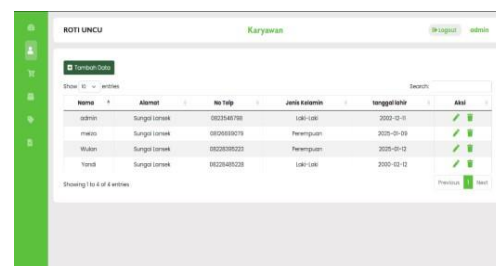 ROTI UNCU Karyawan Logout admin
Tambah Data
Show 10 entries Search:
Nama Alamat No Telp Jenis Kelamin tanggal lahir Aksi
admin Sungai Lansek Laki-Laki 2002-12-11
Sungai Lansek Perempuan 2025-01-09
Wulan Sungai Lansek Perempuan 2025-01-12
Yandi Sungai Lansek Laki-Laki 2000-02-12
Showing 1 to 4 of 4 entries Previous 1 Next